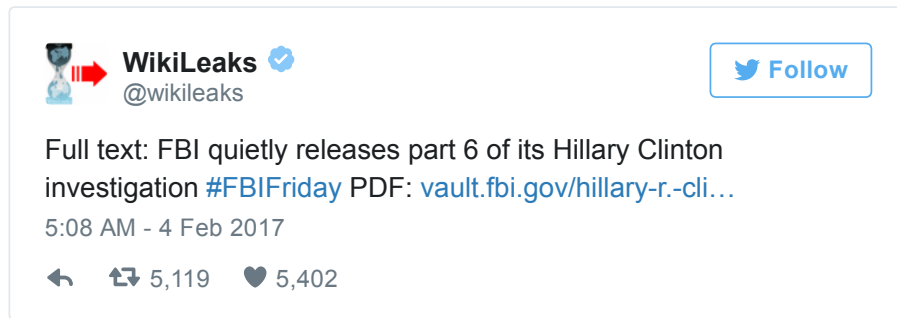 WikiLeaks
@wikileaks
Follow
Full text: FBI quietly releases part 6 of its Hillary Clinton
investigation #FBIFriday PDF: vault.fbi.gov/hillary-r.-cli…
5:08 AM - 4 Feb 2017
5,119 5,402